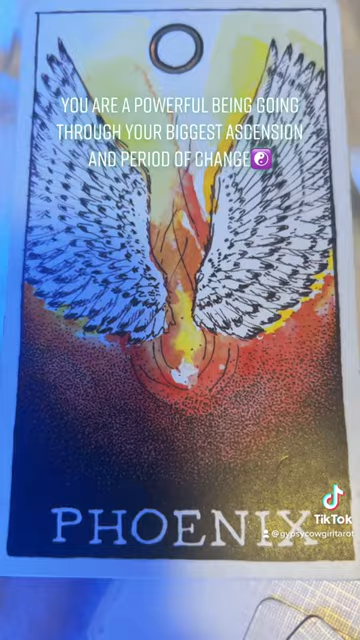 YOU ARE A POWERFUL BEING GOING
THROUGH YOUR BIGGEST ASCENSION
AND PERIOD OF CHANGE☯️
PHOENIX
TikTok
@gypsycowgirltarot